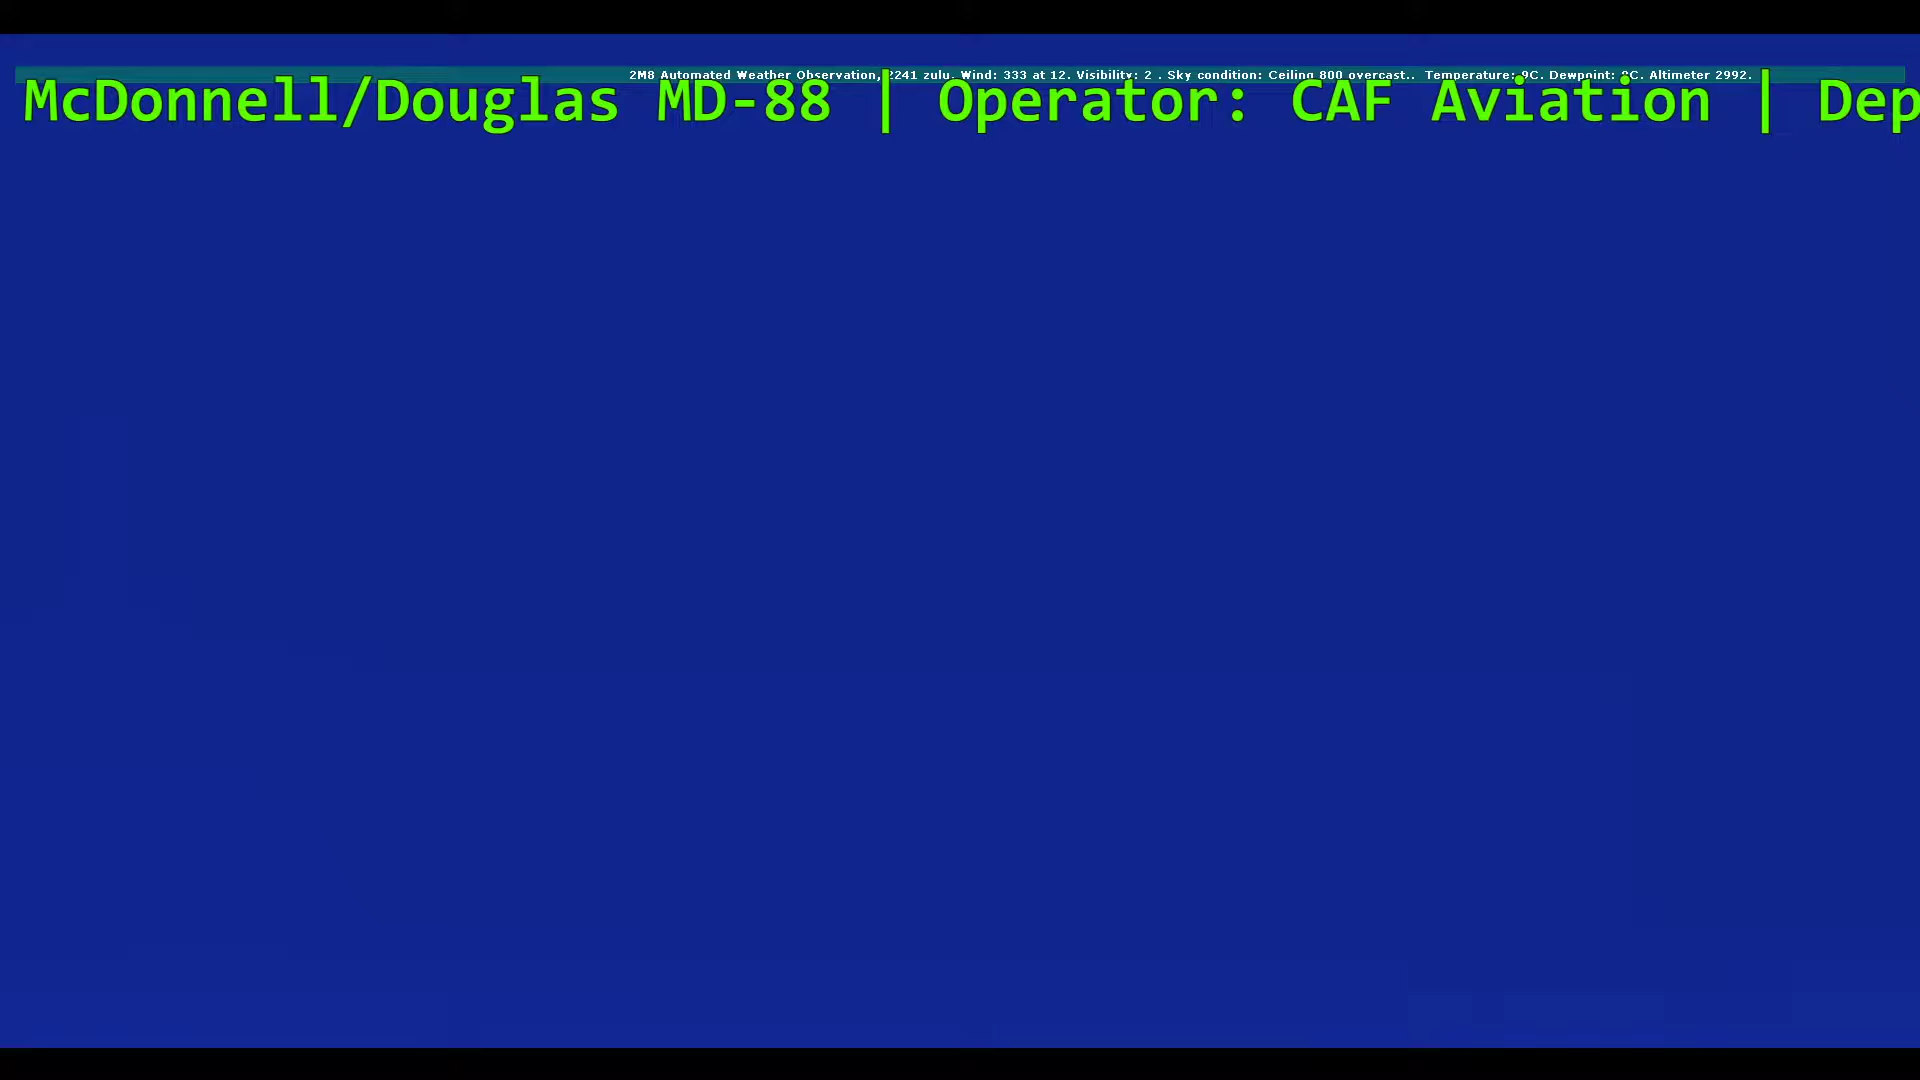 2M8 Automated Weather Observation, 2241 zulu. Wind: 333 at 12. Visibility: 2 . Sky condition: Ceiling 800 overcast.. Temperature: 9C. Dewpoint: Altimeter 2992.
McDonnell/Douglas MD-88 | Operator: CAF Aviation | Dep